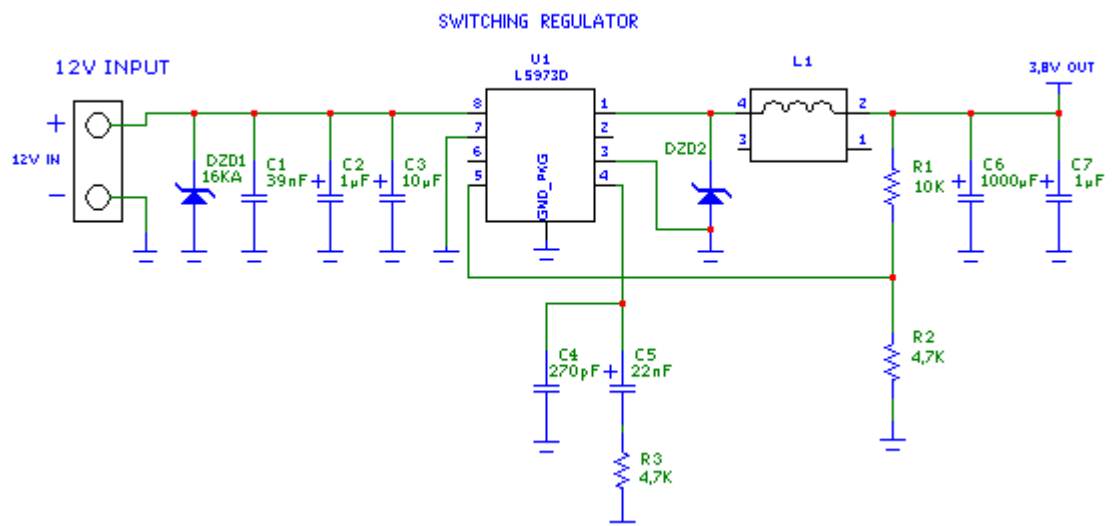 SWITCHING REGULATOR
12V INPUT
U1
L5973D
L1
3,8V OUT
+
12V IN
-
8
7
6
5
1
2
3
4
GND_PKG
4
3
2
1
DZD1
16KA
C1
39nF
+
C2
1µF
+
C3
10µF
DZD2
R1
10K
+
C6
1000µF
+
C7
1µF
C4
270pF
+
C5
22nF
R2
4,7K
R3
4,7K